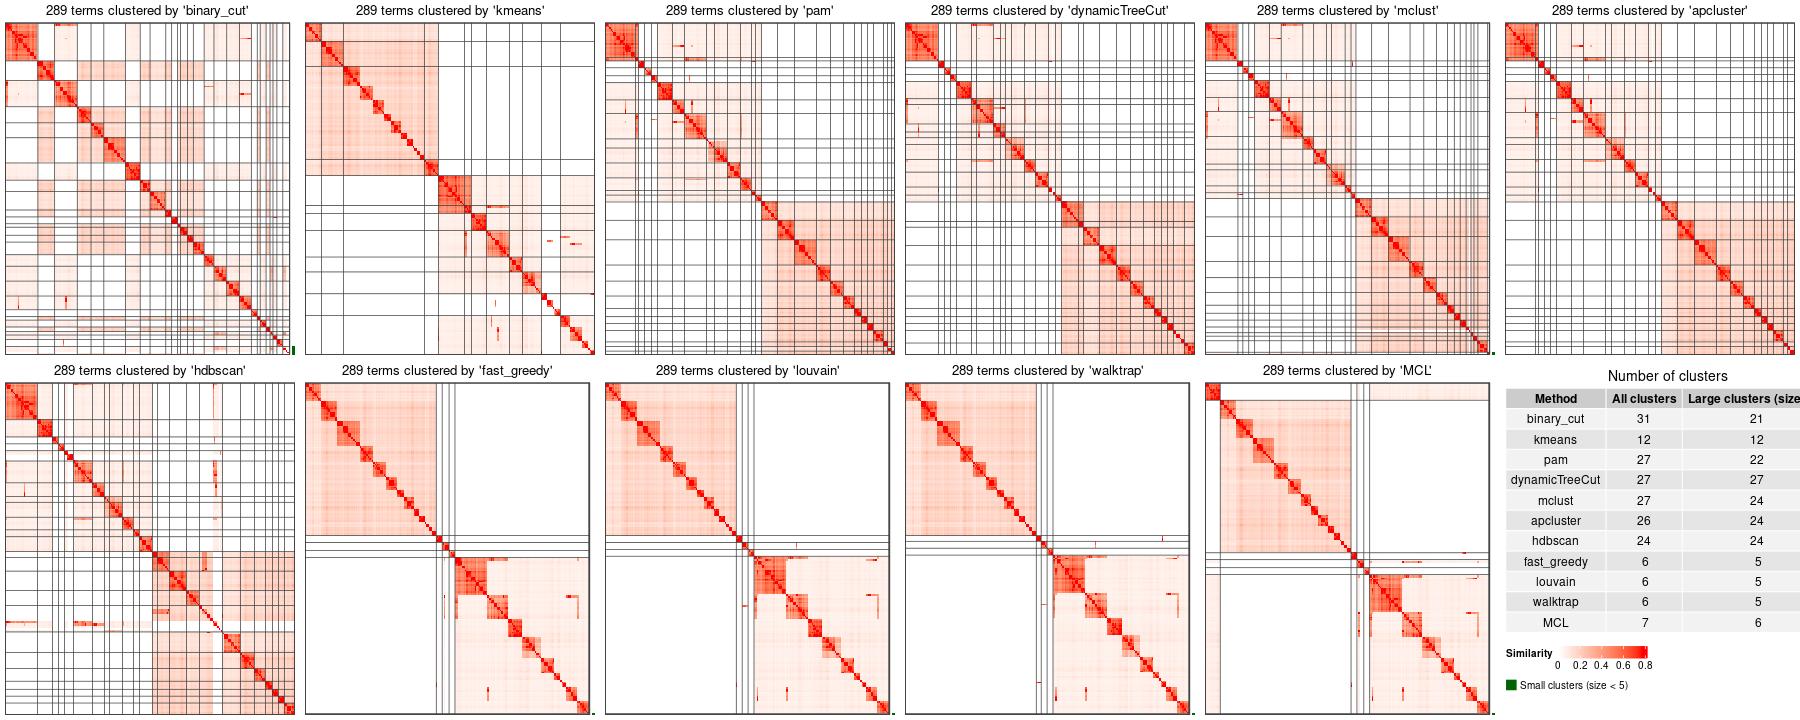 289 terms clustered by 'binary_cut'
289 terms clustered by 'kmeans'
289 terms clustered by 'pam'
289 terms clustered by 'dynamicTreeCut'
289 terms clustered by 'mclust'
289 terms clustered by 'apcluster'
289 terms clustered by 'hdbscan'
289 terms clustered by 'fast_greedy'
289 terms clustered by 'louvain'
289 terms clustered by 'walktrap'
289 terms clustered by 'MCL'
Number of clusters
Method All clusters Large clusters (size
binary_cut 31 21
kmeans 12 12
pam 27 22
dynamicTreeCut 27 27
mclust 27 24
apcluster 26 24
hdbscan 24 24
fast_greedy 6 5
louvain 6 5
walktrap 6 5
MCL 7 6
Similarity
0 0.2 0.4 0.6 0.8
Small clusters (size < 5)